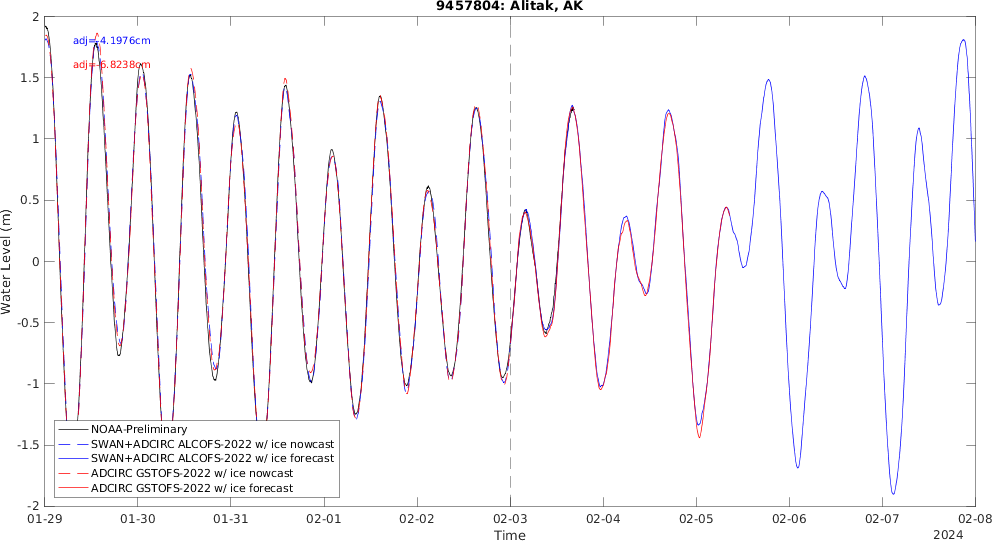 9457804: Alitak, AK
adj=-4.1976cm
adj=-6.8238cm
Water Level (m)
2
1.5
1
0.5
0
-0.5
-1
-1.5
-2
NOAA-Preliminary
SWAN+ADCIRC ALCOFS-2022 w/ ice nowcast
SWAN+ADCIRC ALCOFS-2022 w/ ice forecast
ADCIRC GSTOFS-2022 w/ ice nowcast
ADCIRC GSTOFS-2022 w/ ice forecast
01-29 01-30 01-31 02-01 02-02 02-03 02-04 02-05 02-06 02-07 02-08
Time
2024